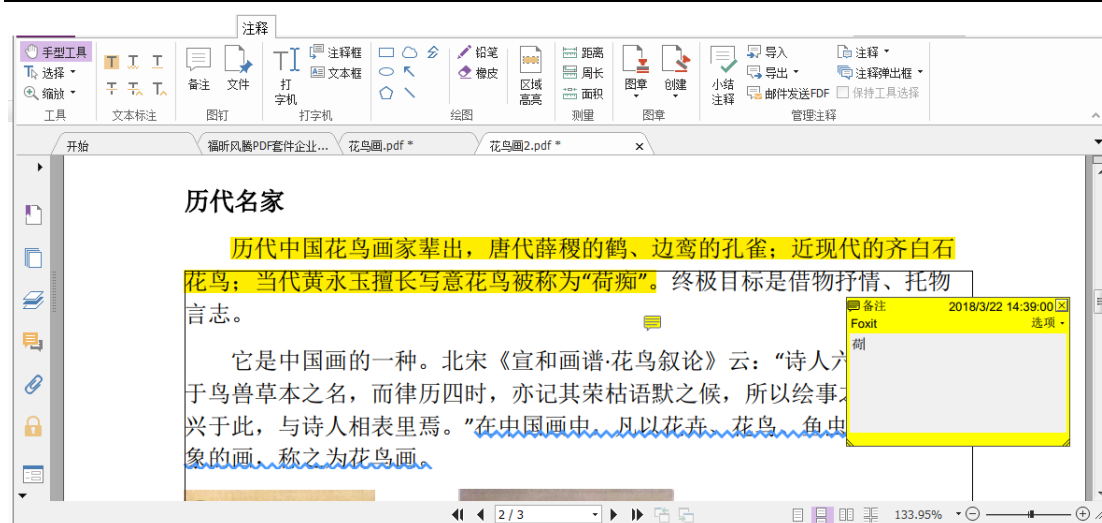 注释
手型工具
选择
缩放
工具
文本标注
备注
文件
图钉
打字机
注释框
文本框
打字机
铅笔
橡皮
绘图
区域高亮
距离
周长
面积
测量
图章
创建
图章
小结注释
导入
导出
邮件发送FDF
注释
注释弹出框
保持工具选择
管理注释
开始
福昕风腾PDF套件企业...
花鸟画.pdf *
花鸟画2.pdf *
历代名家
历代中国花鸟画家辈出，唐代薛稷的鹤、边鸾的孔雀；近现代的齐白石
花鸟；当代黄永玉擅长写意花鸟被称为“荷痴”。终极目标是借物抒情、托物
言志。
备注 2018/3/22 14:39:00
Foxit 选项
荷
它是中国画的一种。北宋《宣和画谱·花鸟叙论》云：“诗人六
于鸟兽草本之名，而律历四时，亦记其荣枯语默之候，所以绘事
兴于此，与诗人相表里焉。”在中国画中，凡以花卉、花鸟、鱼虫
象的画，称之为花鸟画。
2 / 3
133.95%